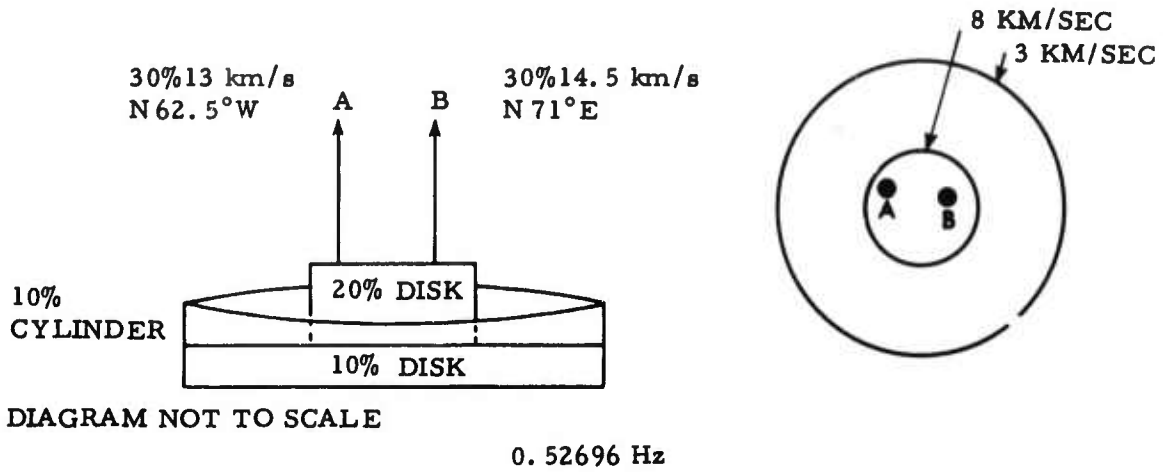 8 KM/SEC
3 KM/SEC
30%13 km/s
N62.5°W
A
B
30%14.5 km/s
N71°E
A
B
10%
CYLINDER
20% DISK
10% DISK
DIAGRAM NOT TO SCALE
0.52696 Hz